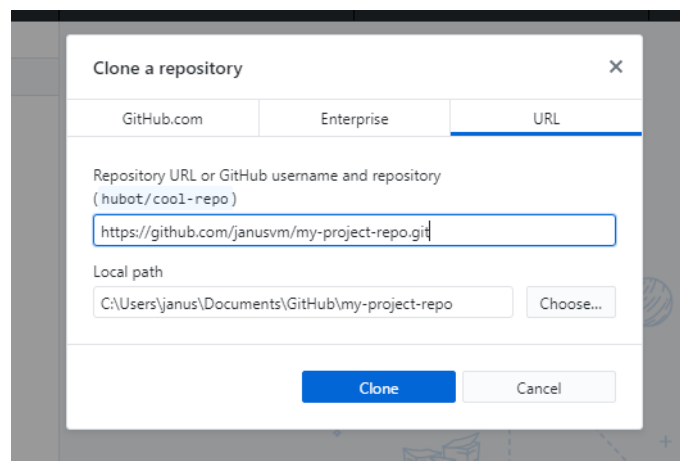 Clone a repository
GitHub.com
Enterprise
URL
Repository URL or GitHub username and repository
(hubot/cool-repo)
https://github.com/janusvm/my-project-repo.git
Local path
C:\Users\janus\Documents\GitHub\my-project-repo
Choose...
Clone
Cancel